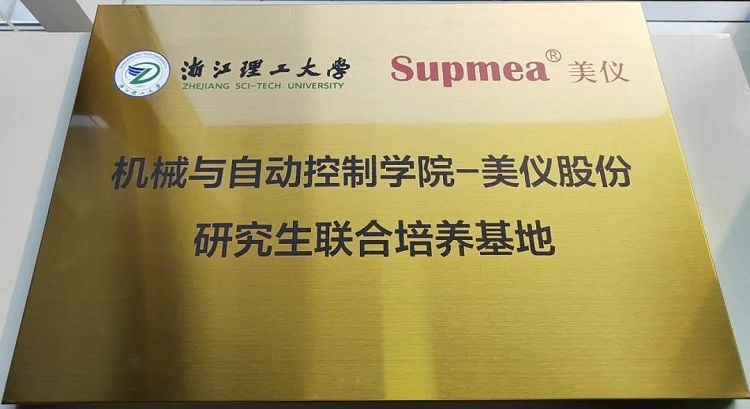 浙江理工大学 Supmea® 美仪
ZHEJIANG SCI-TECH UNIVERSITY
机械与自动控制学院-美仪股份
研究生联合培养基地